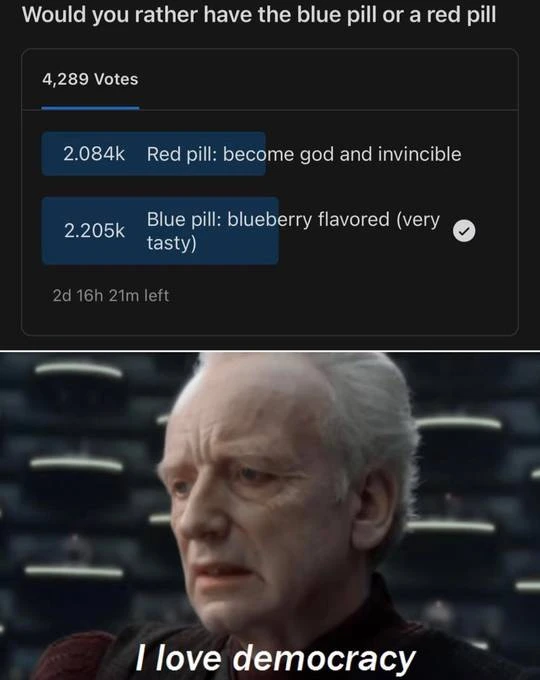 Would you rather have the blue pill or a red pill
4,289 Votes
2.084k Red pill: become god and invincible
2.205k Blue pill: blueberry flavored (very
tasty)
2d 16h 21m left
I love democracy